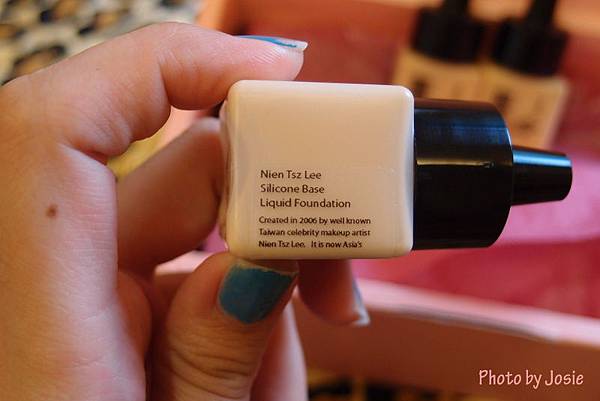 Nien Tsz Lee
Silicone Base
Liquid Foundation
Created in 2006 by well known
Taiwan celebrity makeup artist
Nien Tsz Lee. It is now Asia's
Photo by Josie